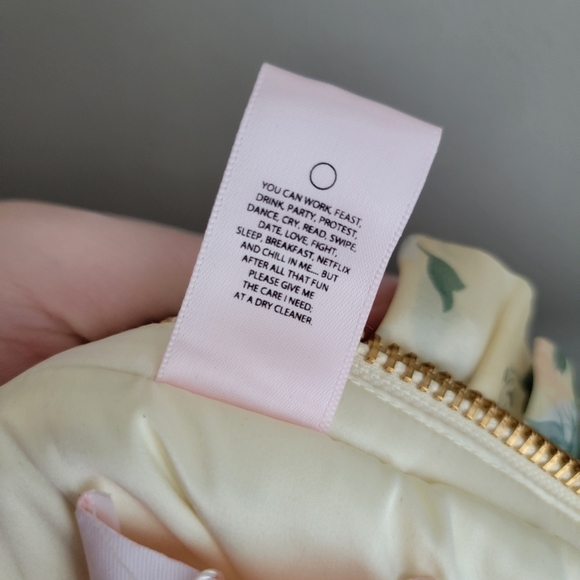 YOU CAN WORK, FEAST,
DRINK, PARTY, PROTEST,
DANCE, CRY, READ, SWIPE,
DATE, LOVE, FIGHT,
SLEEP, BREAKFAST, NETFLIX
AND CHILL IN ME... BUT
AFTER ALL THAT FUN
PLEASE GIVE ME
THE CARE I NEED;
AT A DRY CLEANER.